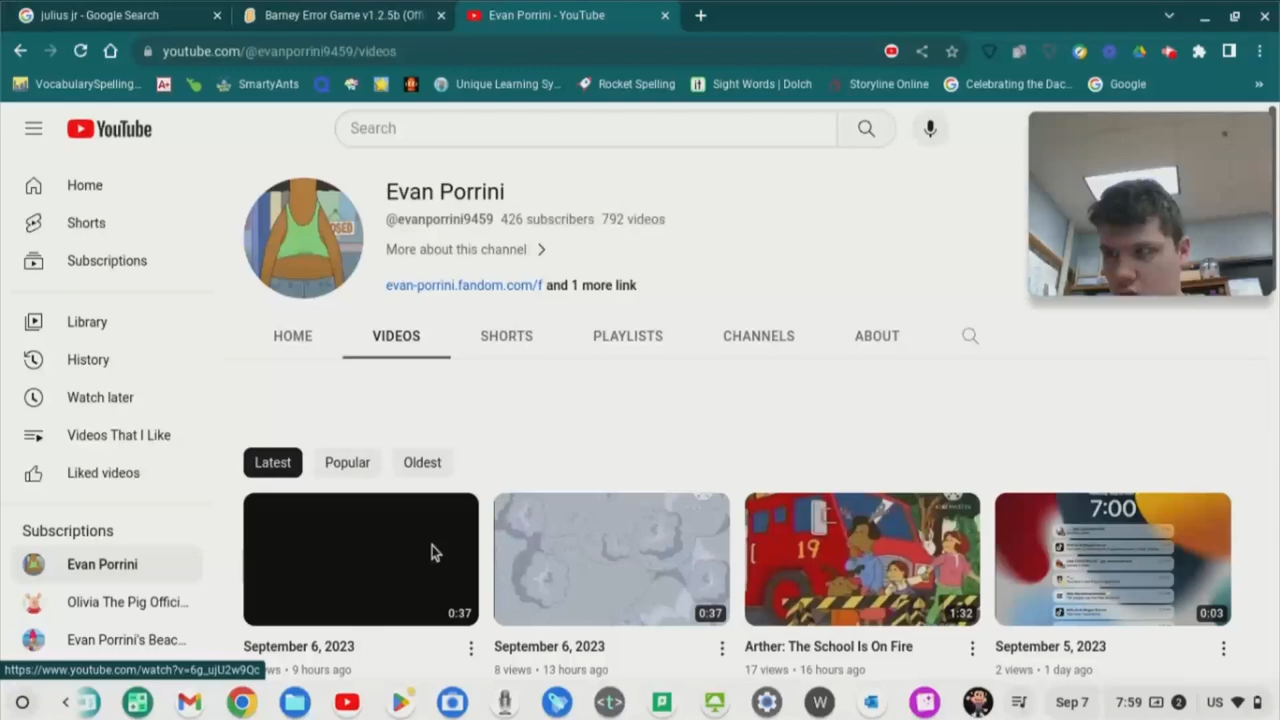 julius jr - Google Search
Barney Error Game v1.2.5b (Offi
Evan Porrini - YouTube
youtube.com/@evanporrini9459/videos
VocabularySpelling...
SmartyAnts
Unique Learning Sy...
Rocket Spelling
Sight Words | Dolch
Storyline Online
Celebrating the Dac...
Google
YouTube
Search
Home
Shorts
Subscriptions
Library
History
Watch later
Videos That I Like
Liked videos
Subscriptions
Evan Porrini
Olivia The Pig Offici...
Evan Porrini's Beac...
Evan Porrini
@evanporrini9459 426 subscribers 792 videos
More about this channel
evan-porrini.fandom.com/f and 1 more link
HOME VIDEOS SHORTS PLAYLISTS CHANNELS ABOUT
Latest Popular Oldest
0:37
0:37
19
1:32
7:00
0:03
September 6, 2023
September 6, 2023
Arther: The School Is On Fire
September 5, 2023
ws • 9 hours ago
8 views • 13 hours ago
17 views • 16 hours ago
2 views • 1 day ago
https://www.youtube.com/watch?v=6g_ujU2w9Qc
Sep 7
7:59
2
US